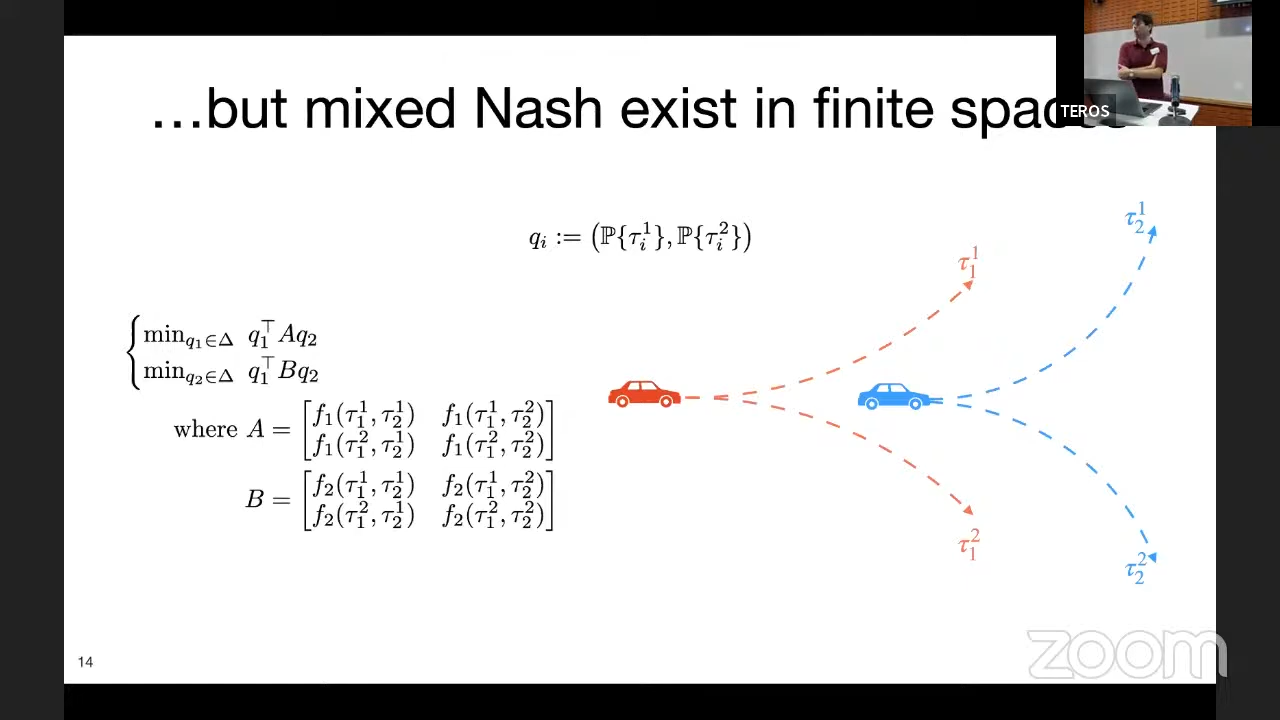 …but mixed Nash exist in finite
TEROS
q_i := (ℙ{τ_i^1}, ℙ{τ_i^2})
τ_2^1
τ_1^1
min_{q_1∈Δ} q_1^⊤ A q_2
min_{q_2∈Δ} q_1^⊤ B q_2
where A = [ f_1(τ_1^1, τ_2^1) f_1(τ_1^1, τ_2^2)
f_1(τ_1^2, τ_2^1) f_1(τ_1^2, τ_2^2) ]
B = [ f_2(τ_1^1, τ_2^1) f_2(τ_1^1, τ_2^2)
f_2(τ_1^2, τ_2^1) f_2(τ_1^2, τ_2^2) ]
τ_1^2
τ_2^2
14
zoom